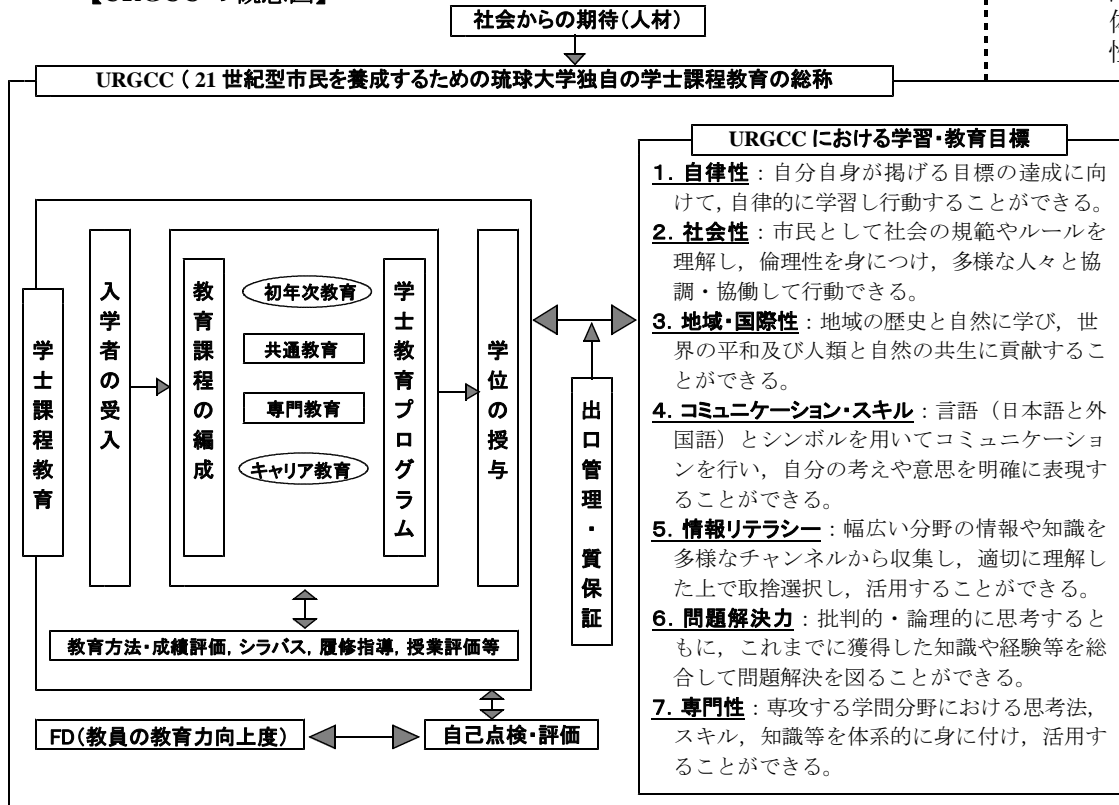 【URGCC の概念図】
社会からの期待（人材）
URGCC（21 世紀型市民を養成するための琉球大学独自の学士課程教育の総称
学士課程教育
入学者の受入
教育課程の編成
初年次教育
共通教育
専門教育
キャリア教育
学士教育プログラム
学位の授与
出口管理・質保証
教育方法・成績評価，シラバス，履修指導，授業評価等
FD（教員の教育力向上度）
自己点検・評価
URGCC における学習・教育目標
1．自律性：自分自身が掲げる目標の達成に向
けて，自律的に学習し行動することができる。
2．社会性：市民として社会の規範やルールを
理解し，倫理性を身につけ，多様な人々と協
調・協働して行動できる。
3．地域・国際性：地域の歴史と自然に学び，世
界の平和及び人類と自然の共生に貢献するこ
とができる。
4．コミュニケーション・スキル：言語（日本語と外
国語）とシンボルを用いてコミュニケーショ
ンを行い，自分の考えや意思を明確に表現す
ることができる。
5．情報リテラシー：幅広い分野の情報や知識を
多様なチャンネルから収集し，適切に理解し
た上で取捨選択し，活用することができる。
6．問題解決力：批判的・論理的に思考するとと
もに，これまでに獲得した知識や経験等を総
合して問題解決を図ることができる。
7．専門性：専攻する学問分野における思考法，
スキル，知識等を体系的に身に付け，活用す
ることができる。